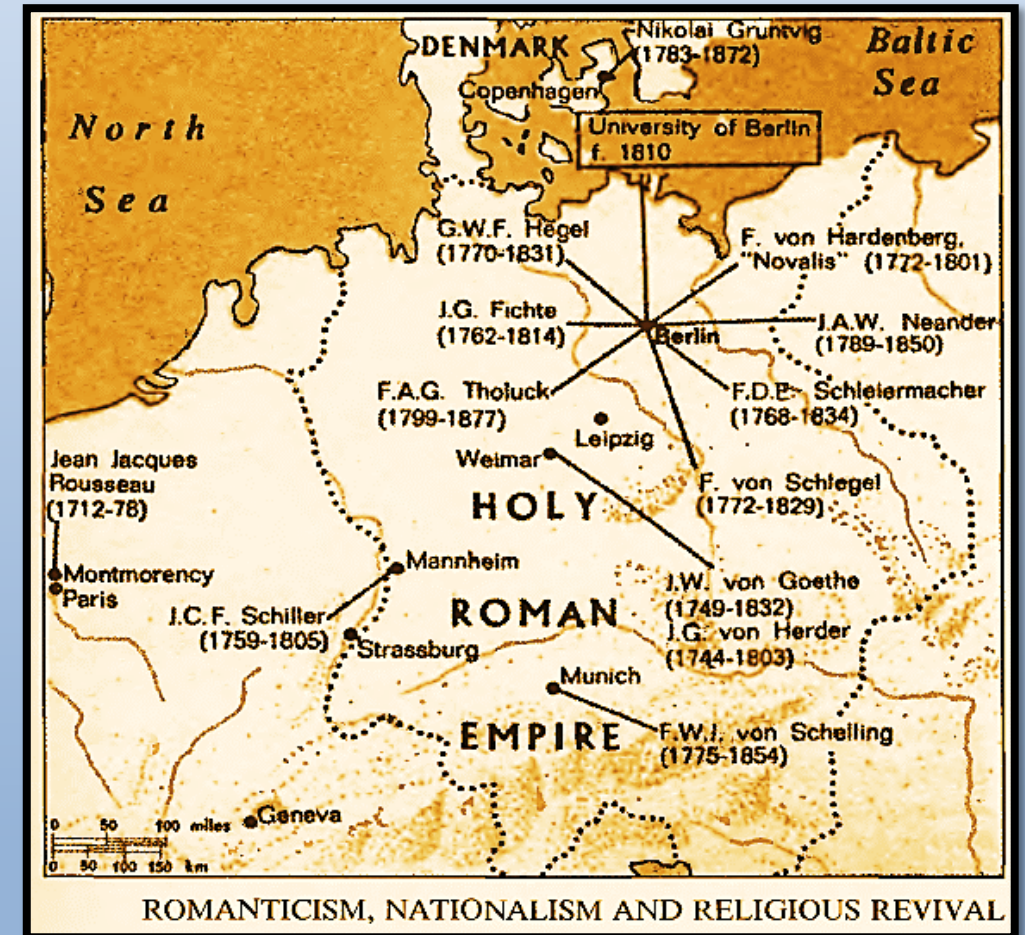 DENMARK
Nikolai Gruntvig
(1783-1872)
Baltic
Sea
Copenhagen
North
Sea
University of Berlin
f. 1810
G.W.F. Hegel
(1770-1831)
F. von Hardenberg,
"Novalis" (1772-1801)
J.G. Fichte
(1762-1814)
Berlin
J.A.W. Neander
(1789-1850)
F.A.G. Tholuck
(1799-1877)
F.D.E. Schleiermacher
(1768-1834)
Leipzig
Weimar
Jean Jacques
Rousseau
(1712-78)
F. von Schlegel
(1772-1829)
HOLY
Mannheim
Montmorency
Paris
J.W. von Goethe
(1749-1832)
J.G. von Herder
(1744-1803)
J.C.F. Schiller
(1759-1805)
ROMAN
Strassburg
Munich
EMPIRE
F.W.J. von Schelling
(1775-1854)
Geneva
0 50 100 miles
0 50 100 150 km
ROMANTICISM, NATIONALISM AND RELIGIOUS REVIVAL